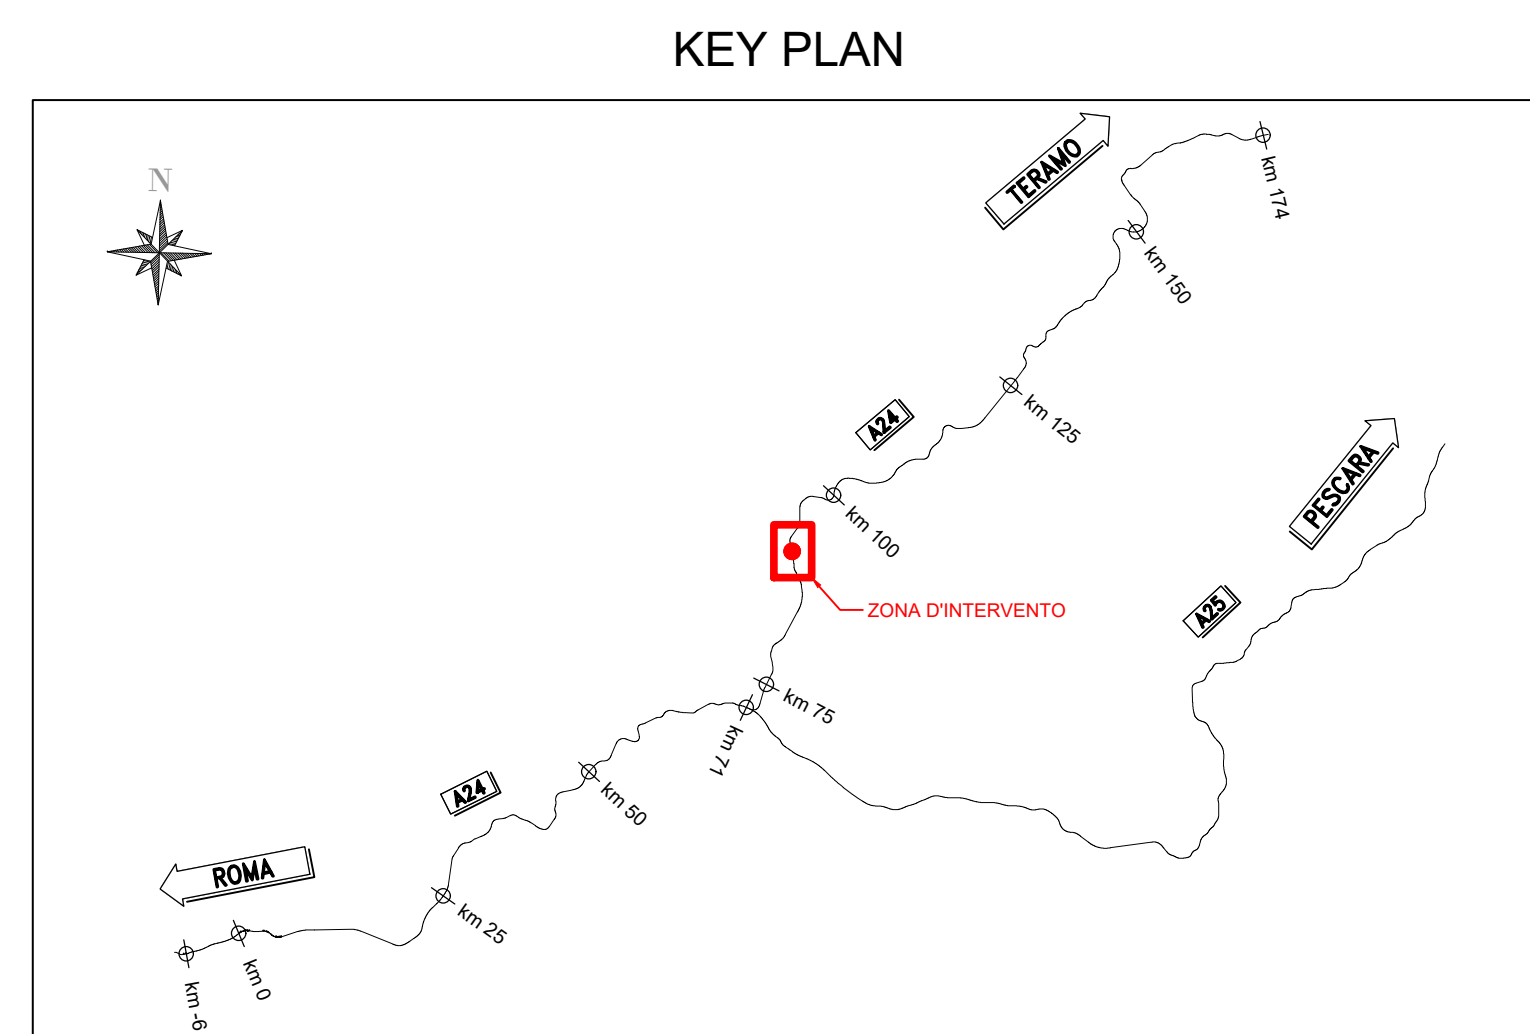 KEY PLAN
N
TERAMO
km 174
km 150
km 125
A24
PESCARA
km 100
A25
ZONA D'INTERVENTO
km 75
km 71
A24
km 50
ROMA
km 25
km 0
km -6